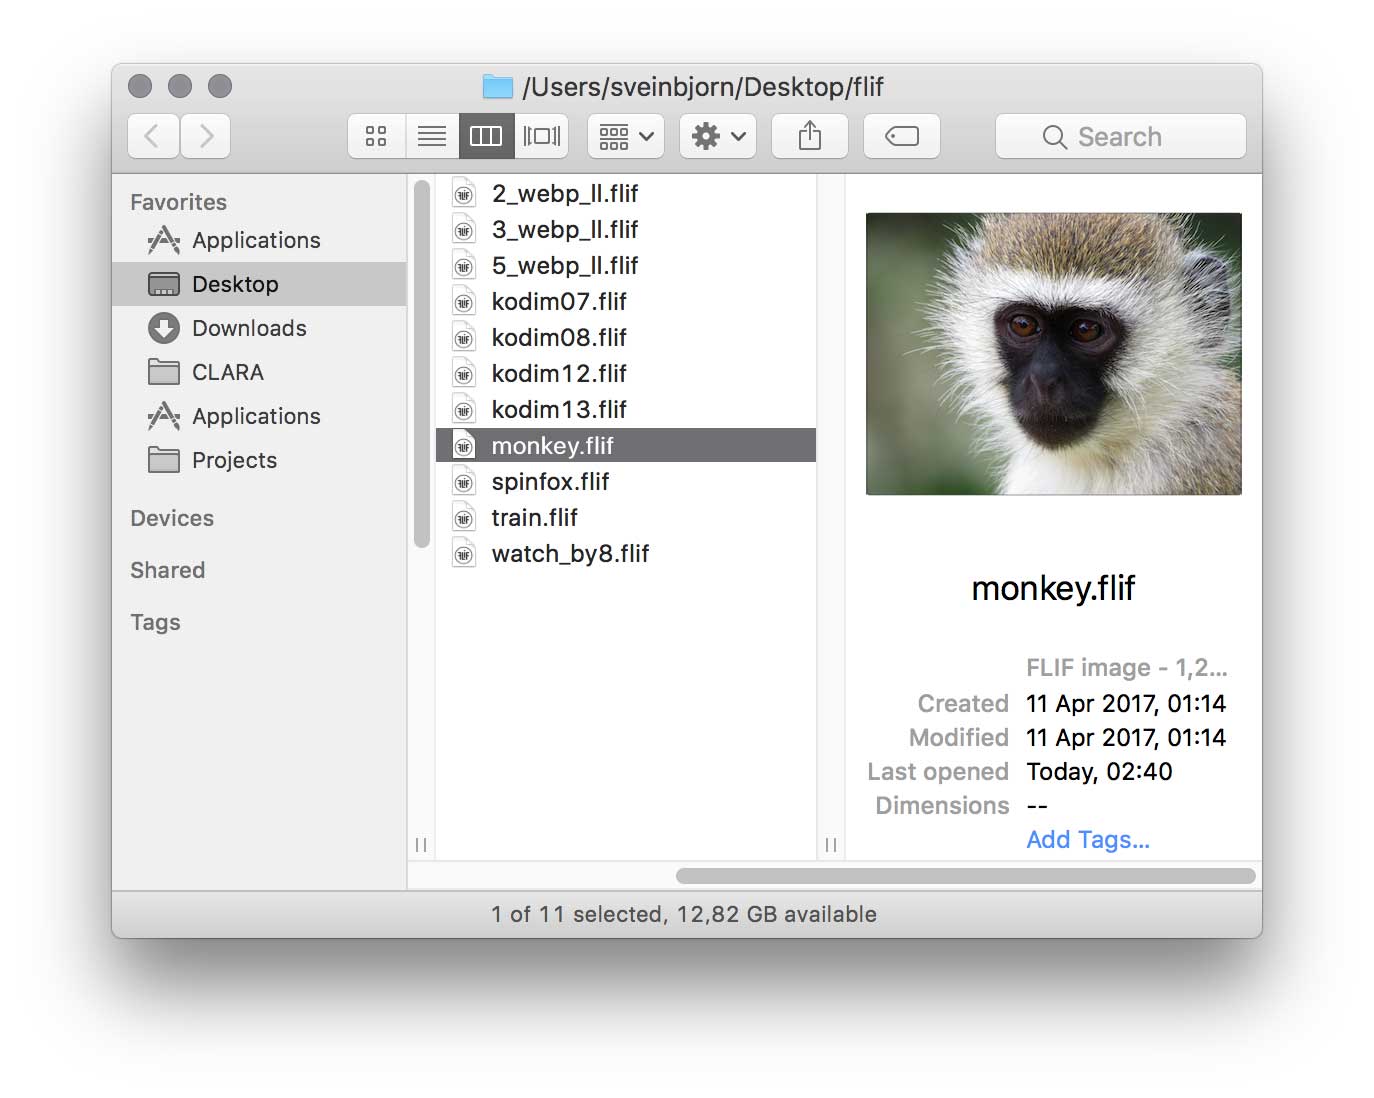 /Users/sveinbjorn/Desktop/flif
Search
Favorites
Applications
Desktop
Downloads
CLARA
Applications
Projects
Devices
Shared
Tags
2_webp_ll.flif
3_webp_ll.flif
5_webp_ll.flif
kodim07.flif
kodim08.flif
kodim12.flif
kodim13.flif
monkey.flif
spinfox.flif
train.flif
watch_by8.flif
monkey.flif
FLIF image - 1,2...
Created 11 Apr 2017, 01:14
Modified 11 Apr 2017, 01:14
Last opened Today, 02:40
Dimensions --
Add Tags...
1 of 11 selected, 12,82 GB available